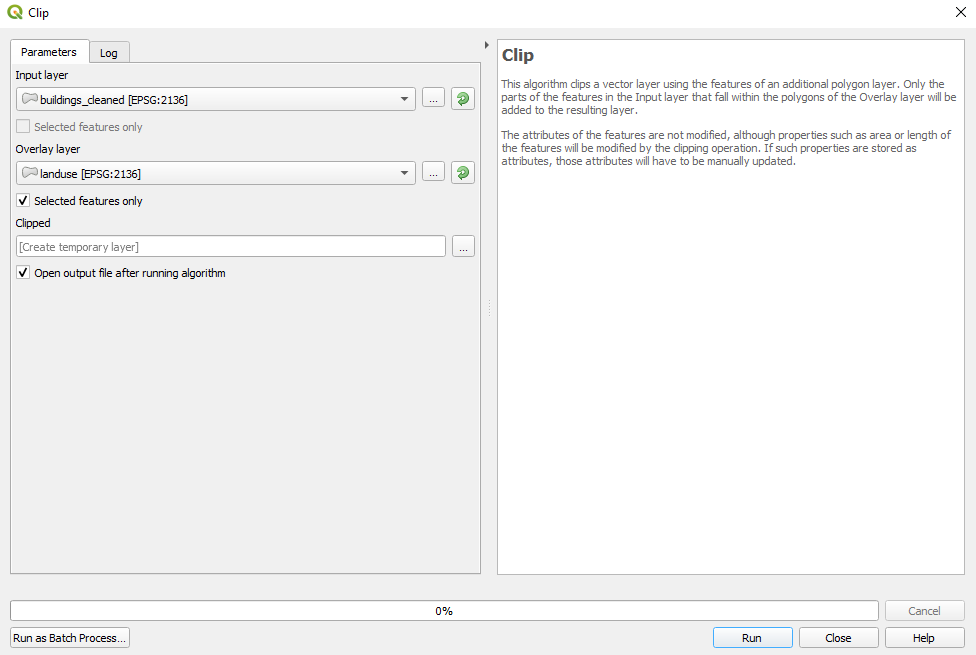 Clip
Parameters
Log
Input layer
buildings_cleaned [EPSG:2136]
...
Selected features only
Overlay layer
landuse [EPSG:2136]
...
Selected features only
Clipped
[Create temporary layer]
...
Open output file after running algorithm
Clip
This algorithm clips a vector layer using the features of an additional polygon layer. Only the
parts of the features in the Input layer that fall within the polygons of the Overlay layer will be
added to the resulting layer.
The attributes of the features are not modified, although properties such as area or length of
the features will be modified by the clipping operation. If such properties are stored as
attributes, those attributes will have to be manually updated.
0%
Cancel
Run as Batch Process...
Run
Close
Help